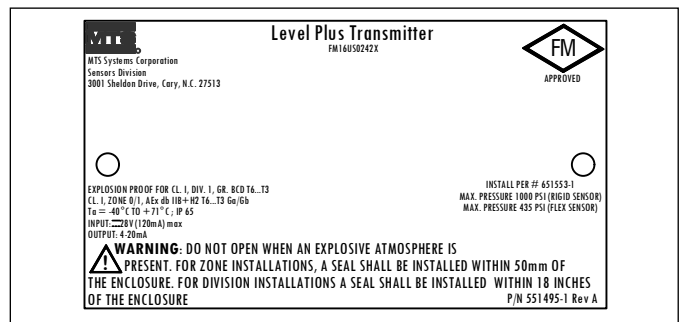 MTS
Level Plus Transmitter
FM16US0242X
FM
APPROVED
MTS Systems Corporation
Sensors Division
3001 Sheldon Drive, Cary, N.C. 27513
EXPLOSION PROOF FOR CL. I, DIV. 1, GR. BCD T6...T3
CL. I, ZONE 0/1, AEx db IIB+H2 T6...T3 Ga/Gb
Ta = -40°C TO +71°C; IP 65
INPUT: ⎓28V (120mA) max
OUTPUT: 4-20mA
INSTALL PER # 651553-1
MAX. PRESSURE 1000 PSI (RIGID SENSOR)
MAX. PRESSURE 435 PSI (FLEX SENSOR)
WARNING: DO NOT OPEN WHEN AN EXPLOSIVE ATMOSPHERE IS
PRESENT. FOR ZONE INSTALLATIONS, A SEAL SHALL BE INSTALLED WITHIN 50mm OF
THE ENCLOSURE. FOR DIVISION INSTALLATIONS A SEAL SHALL BE INSTALLED WITHIN 18 INCHES
OF THE ENCLOSURE
P/N 551495-1 Rev A